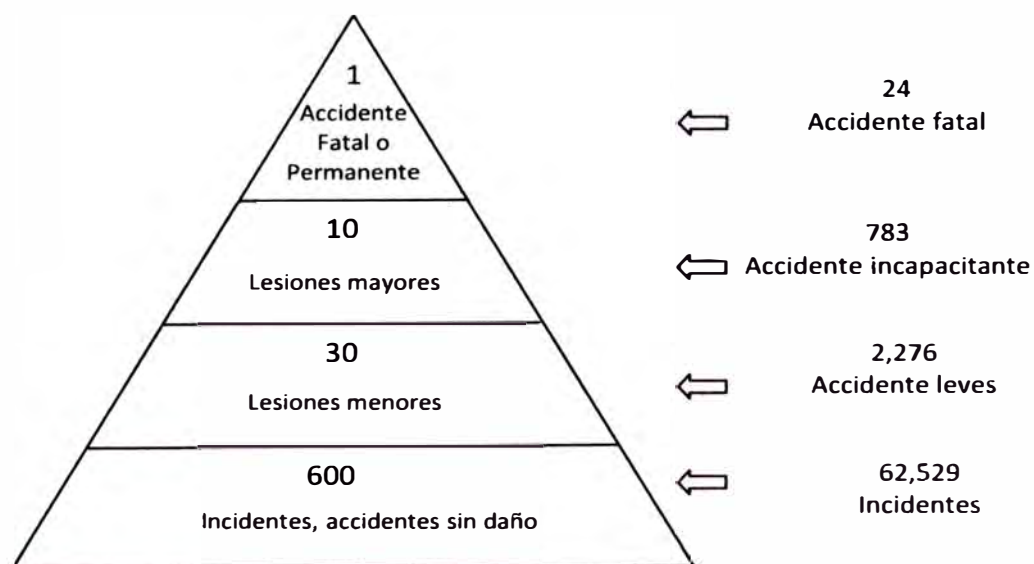 1
Accidente
Fatal o
Permanente
24
Accidente fatal
10
Lesiones mayores
783
Accidente incapacitante
30
Lesiones menores
2,276
Accidente leves
600
Incidentes, accidentes sin daño
62,529
Incidentes